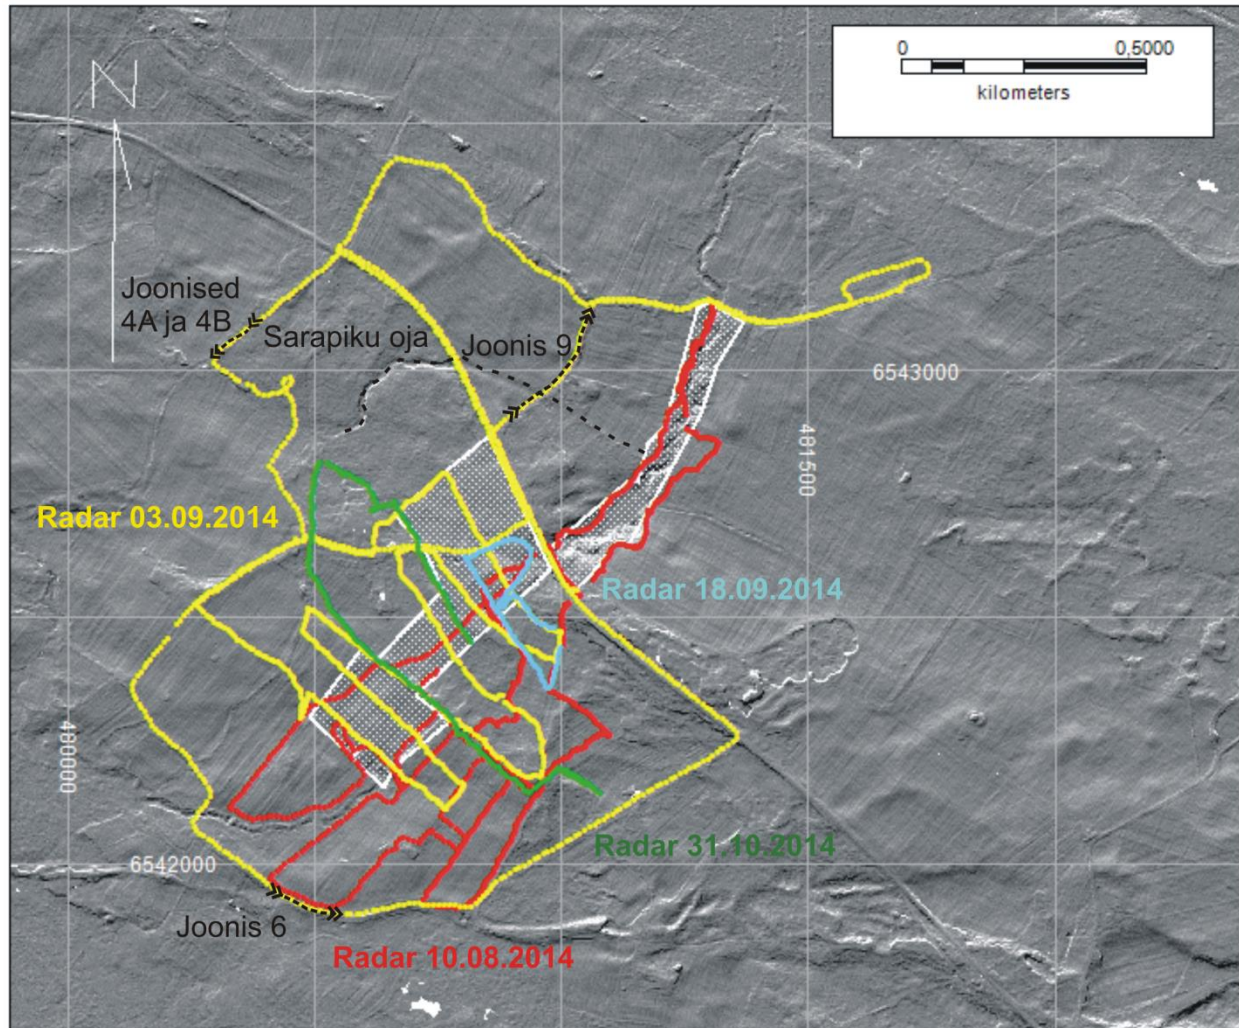 0 0,5000
kilometers
N
Joonised
4A ja 4B
Sarapiku oja
Joonis 9
6543000
481500
Radar 03.09.2014
Radar 18.09.2014
480000
Radar 31.10.2014
6542000
Joonis 6
Radar 10.08.2014